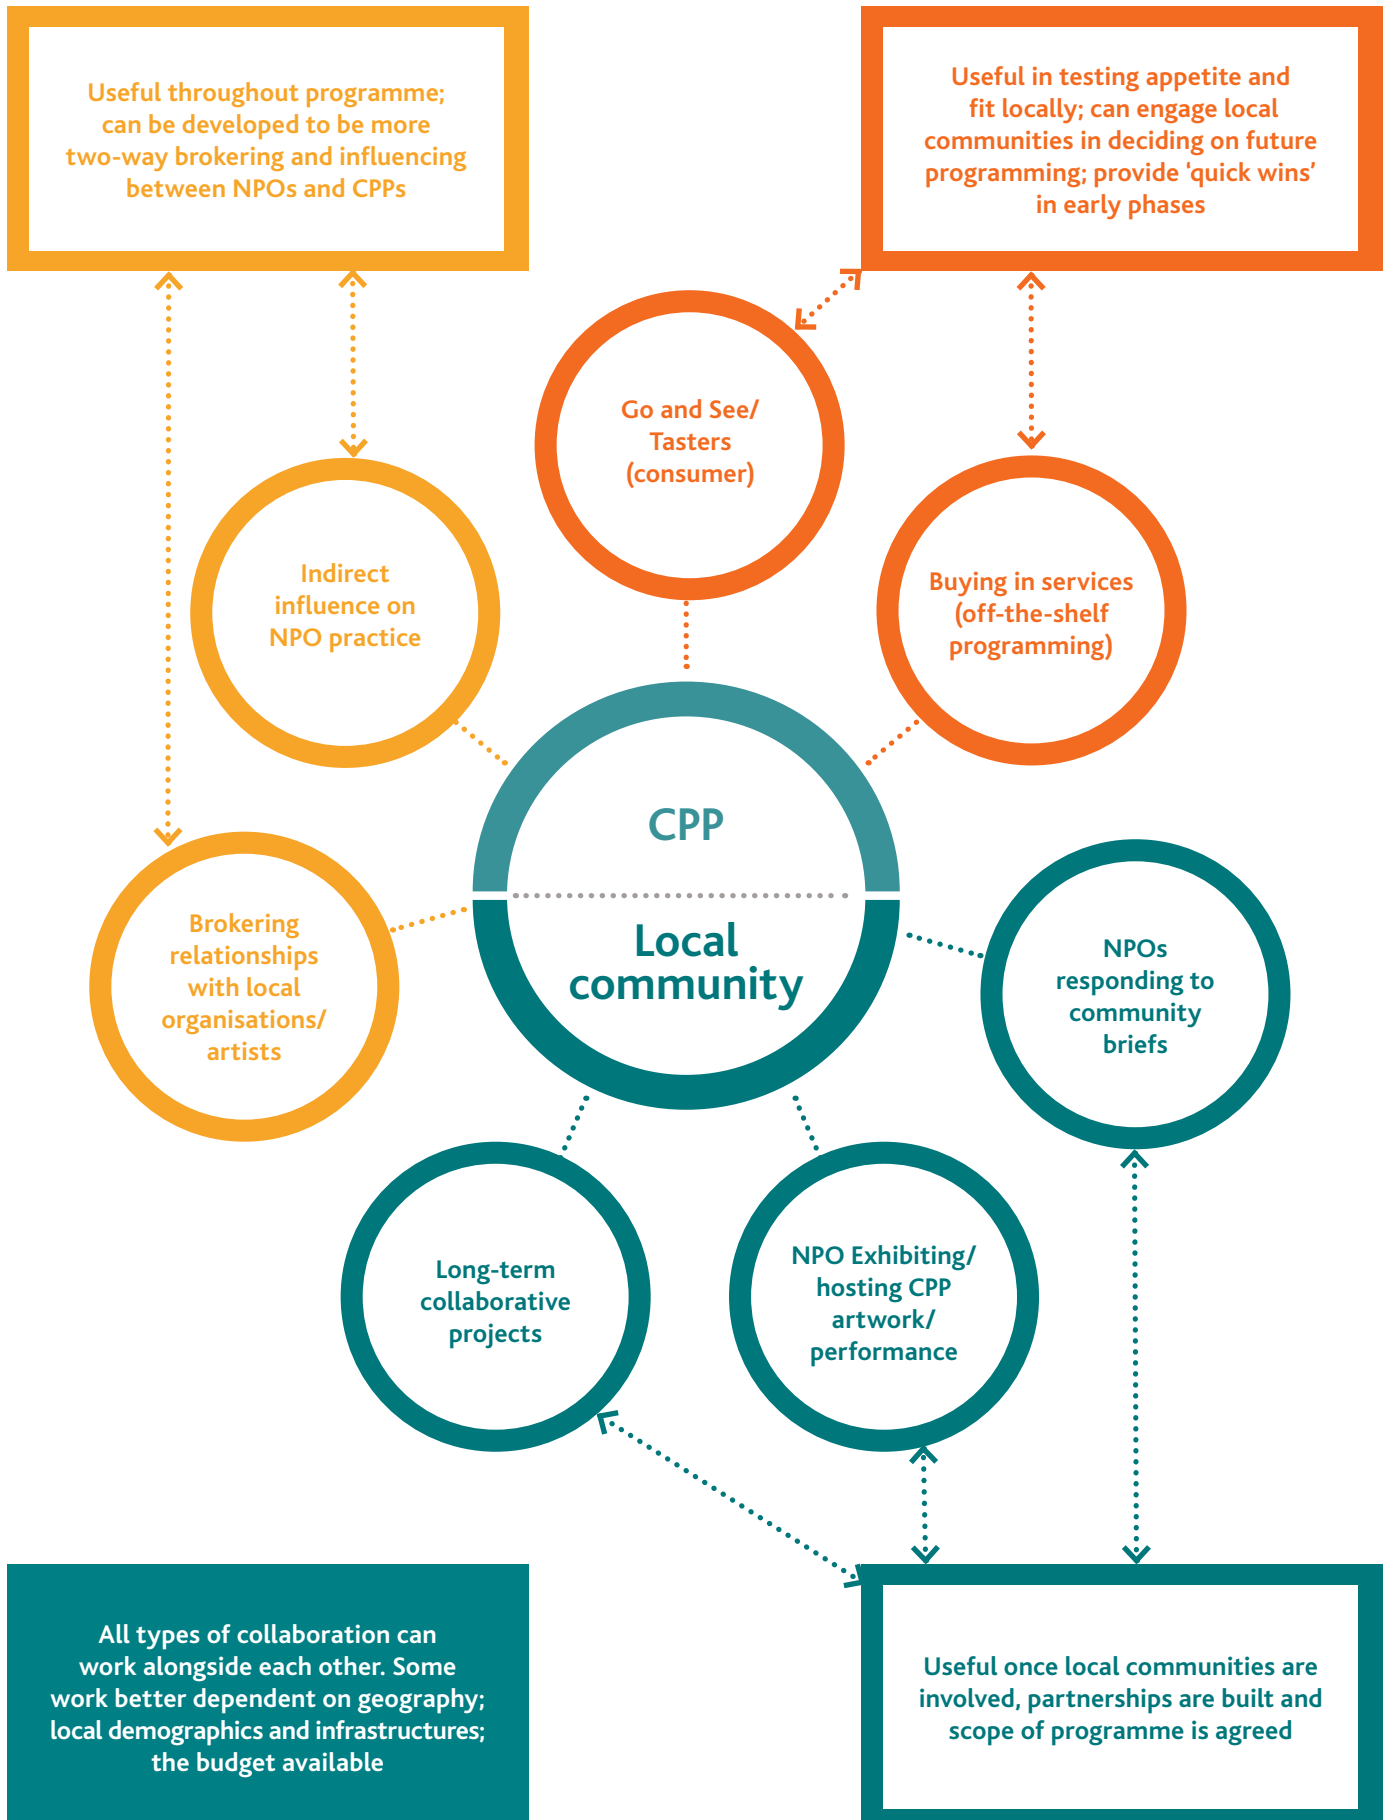 Useful throughout programme;
can be developed to be more
two-way brokering and influencing
between NPOs and CPPs
Useful in testing appetite and
fit locally; can engage local
communities in deciding on future
programming; provide ‘quick wins’
in early phases
Go and See/
Tasters
(consumer)
Indirect
influence on
NPO practice
Buying in services
(off-the-shelf
programming)
CPP
Local
community
Brokering
relationships
with local
organisations/
artists
NPOs
responding to
community
briefs
Long-term
collaborative
projects
NPO Exhibiting/
hosting CPP
artwork/
performance
All types of collaboration can
work alongside each other. Some
work better dependent on geography;
local demographics and infrastructures;
the budget available
Useful once local communities are
involved, partnerships are built and
scope of programme is agreed